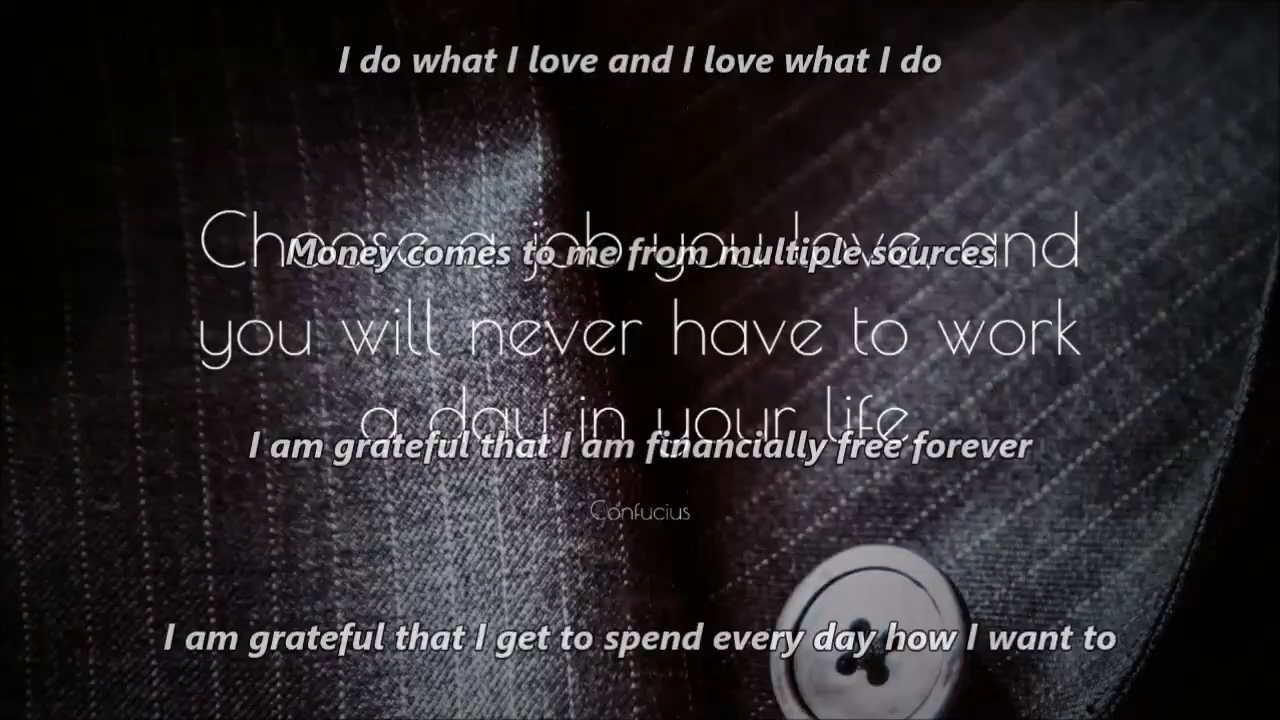 I do what I love and I love what I do
Choose a job you love, and
Money comes to me from multiple sources
you will never have to work
a day in your life.
I am grateful that I am financially free forever
Confucius
I am grateful that I get to spend every day how I want to